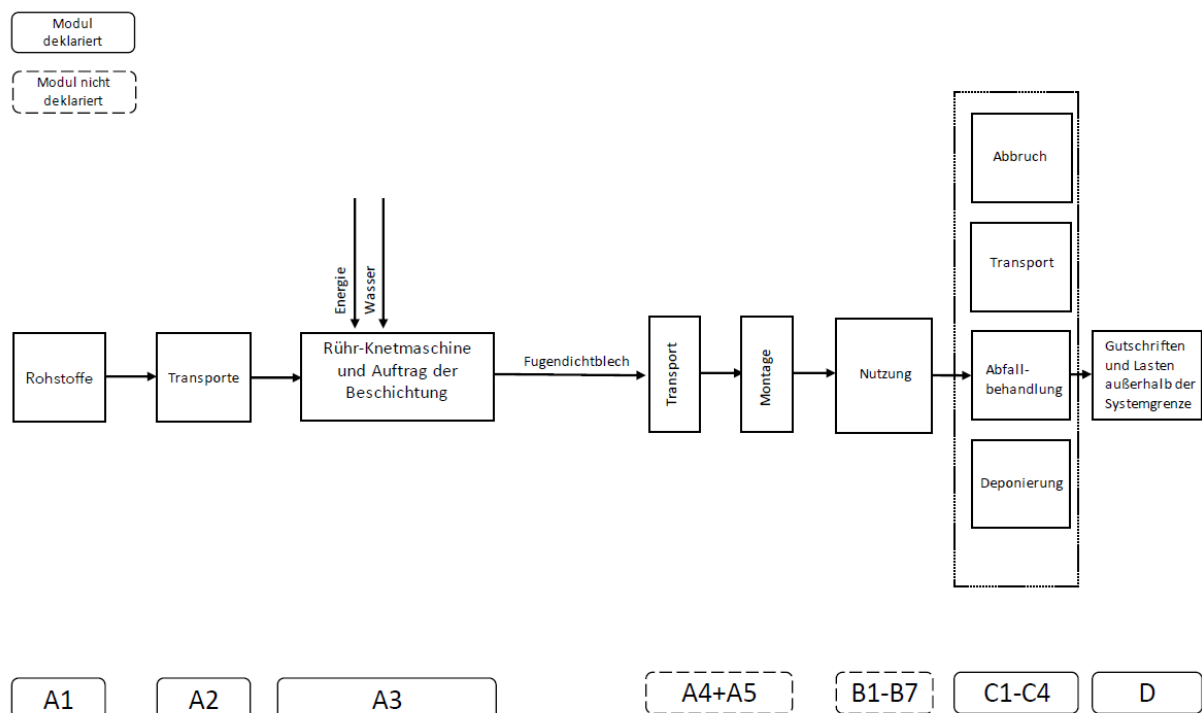 Modul
deklariert
Modul nicht
deklariert
Abbruch
Transport
Energie
Wasser
Rohstoffe
Transporte
Rühr-Knetmaschine
und Auftrag der
Beschichtung
Fugendichtblech
Transport
Montage
Nutzung
Abfall-
behandlung
Gutschriften
und Lasten
außerhalb der
Systemgrenze
Deponierung
A1
A2
A3
A4+A5
B1-B7
C1-C4
D